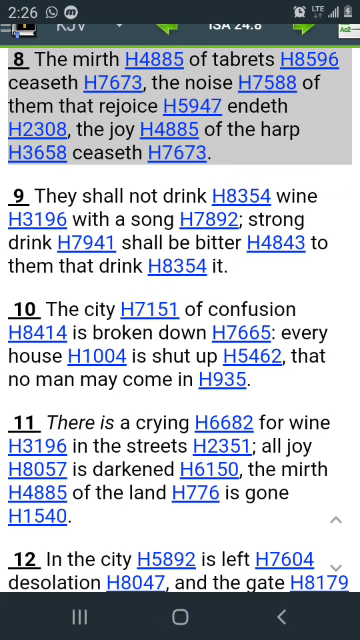 2:26 LTE
KJV ISA 24.8 Ac2
8 The mirth H4885 of tabrets H8596
ceaseth H7673, the noise H7588 of
them that rejoice H5947 endeth
H2308, the joy H4885 of the harp
H3658 ceaseth H7673.
9 They shall not drink H8354 wine
H3196 with a song H7892; strong
drink H7941 shall be bitter H4843 to
them that drink H8354 it.
10 The city H7151 of confusion
H8414 is broken down H7665: every
house H1004 is shut up H5462, that
no man may come in H935.
11 There is a crying H6682 for wine
H3196 in the streets H2351; all joy
H8057 is darkened H6150, the mirth
H4885 of the land H776 is gone
H1540.
12 In the city H5892 is left H7604
desolation H8047, and the gate H8179